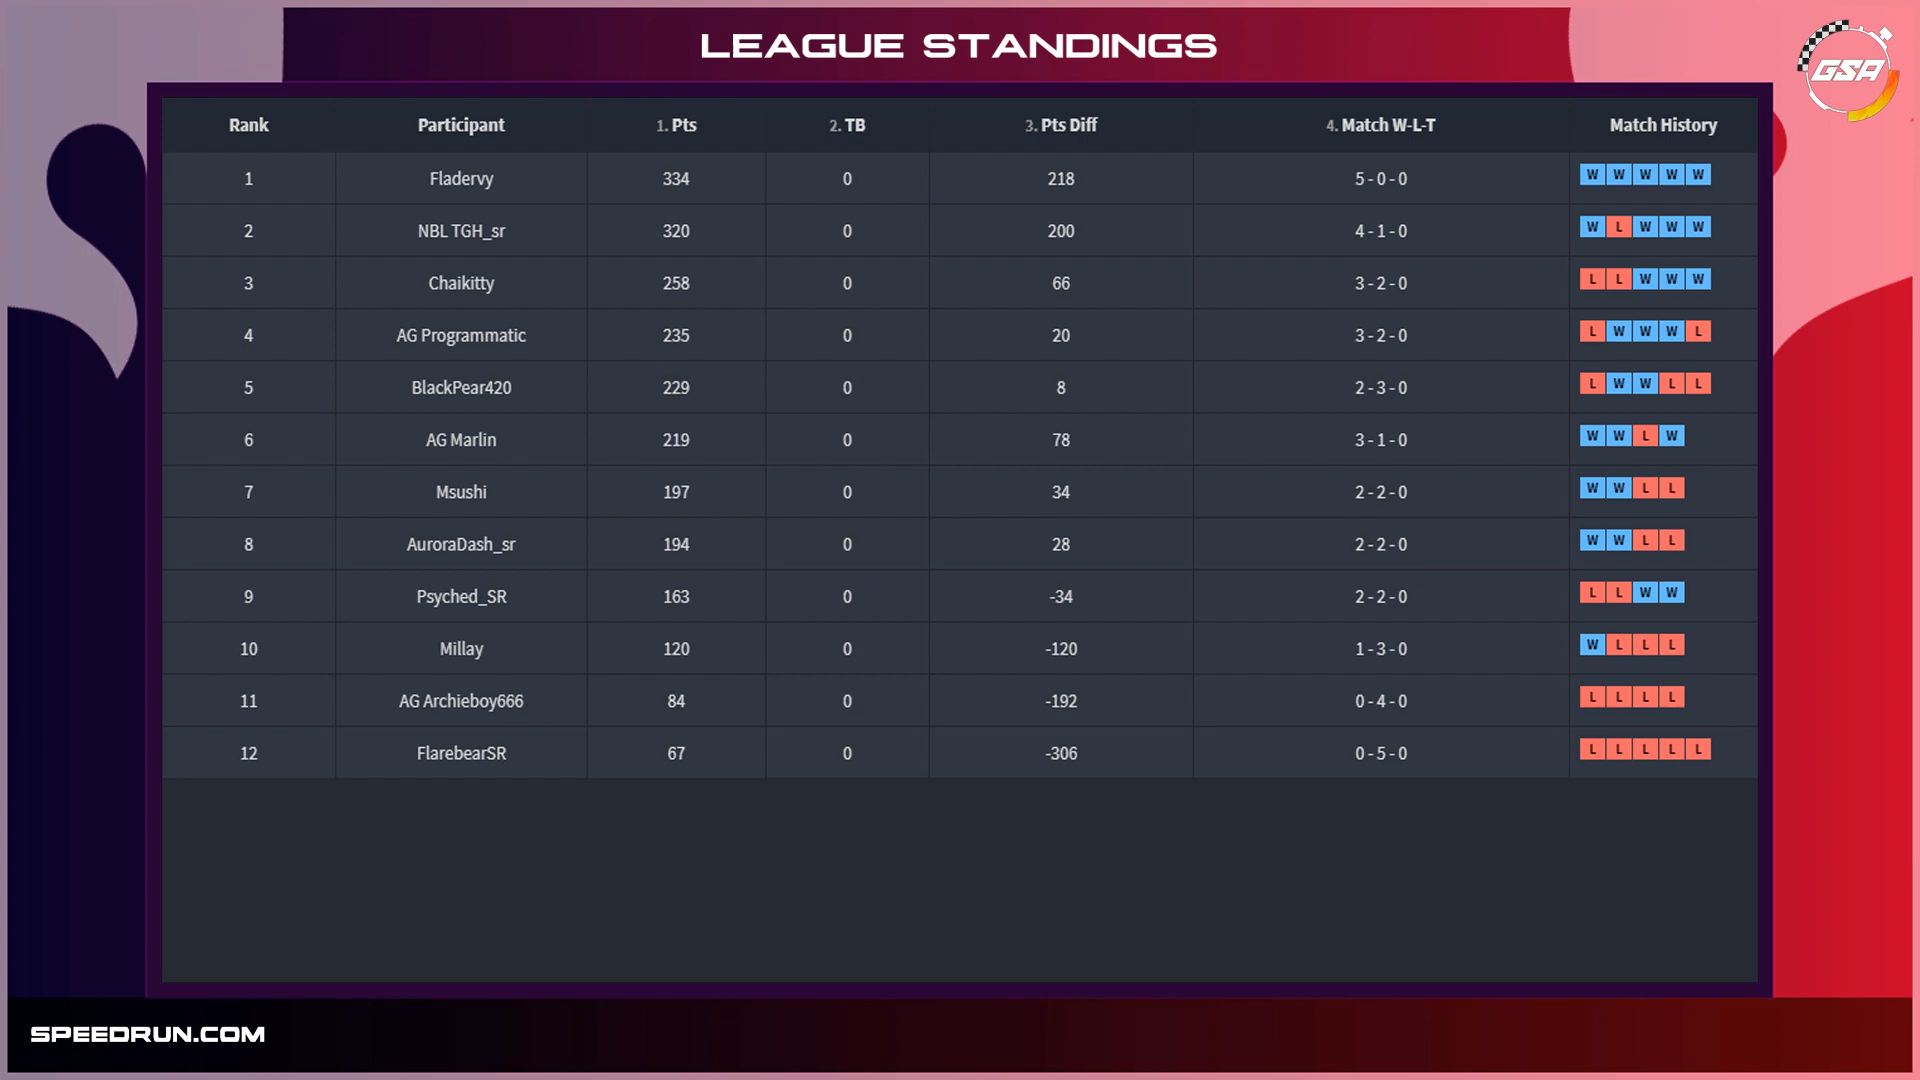 LEAGUE STANDINGS
GSA
Rank Participant 1. Pts 2. TB 3. Pts Diff 4. Match W-L-T Match History
1 Fladervy 334 0 218 5 - 0 - 0 W W W W W
2 NBL TGH_sr 320 0 200 4 - 1 - 0 W L W W W
3 Chaikitty 258 0 66 3 - 2 - 0 L L W W W
4 AG Programmatic 235 0 20 3 - 2 - 0 L W W W L
5 BlackPear420 229 0 8 2 - 3 - 0 L W W L L
6 AG Marlin 219 0 78 3 - 1 - 0 W W L W
7 Msushi 197 0 34 2 - 2 - 0 W W L L
8 AuroraDash_sr 194 0 28 2 - 2 - 0 W W L L
9 Psyched_SR 163 0 -34 2 - 2 - 0 L L W W
10 Millay 120 0 -120 1 - 3 - 0 W L L L
11 AG Archieboy666 84 0 -192 0 - 4 - 0 L L L L
12 FlarebearSR 67 0 -306 0 - 5 - 0 L L L L L
SPEEDRUN.COM